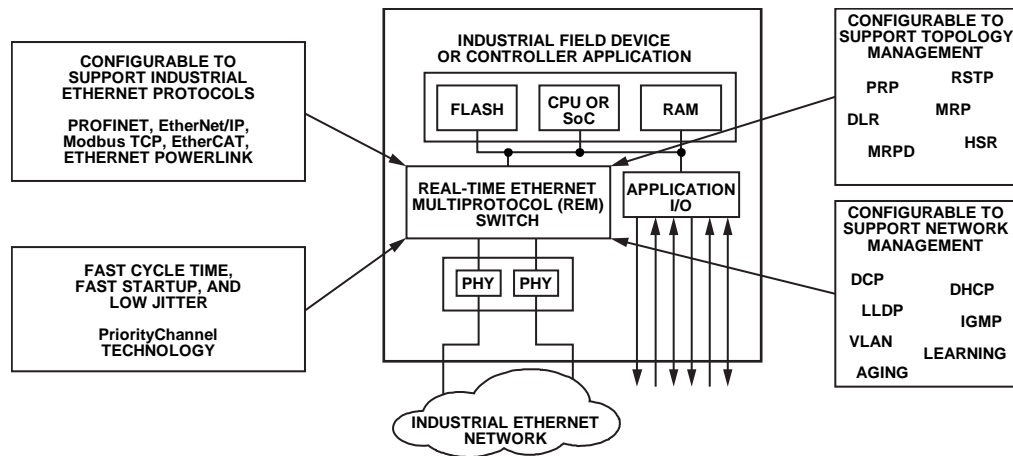 CONFIGURABLE TO
SUPPORT INDUSTRIAL
ETHERNET PROTOCOLS
PROFINET, EtherNet/IP,
Modbus TCP, EtherCAT,
ETHERNET POWERLINK
FAST CYCLE TIME,
FAST STARTUP, AND
LOW JITTER
PriorityChannel
TECHNOLOGY
INDUSTRIAL FIELD DEVICE
OR CONTROLLER APPLICATION
FLASH
CPU OR
SoC
RAM
REAL-TIME ETHERNET
MULTIPROTOCOL (REM)
SWITCH
APPLICATION
I/O
PHY
PHY
INDUSTRIAL ETHERNET
NETWORK
CONFIGURABLE TO
SUPPORT TOPOLOGY
MANAGEMENT
PRP
RSTP
DLR
MRP
MRPD
HSR
CONFIGURABLE TO
SUPPORT NETWORK
MANAGEMENT
DCP
DHCP
LLDP
IGMP
VLAN
LEARNING
AGING